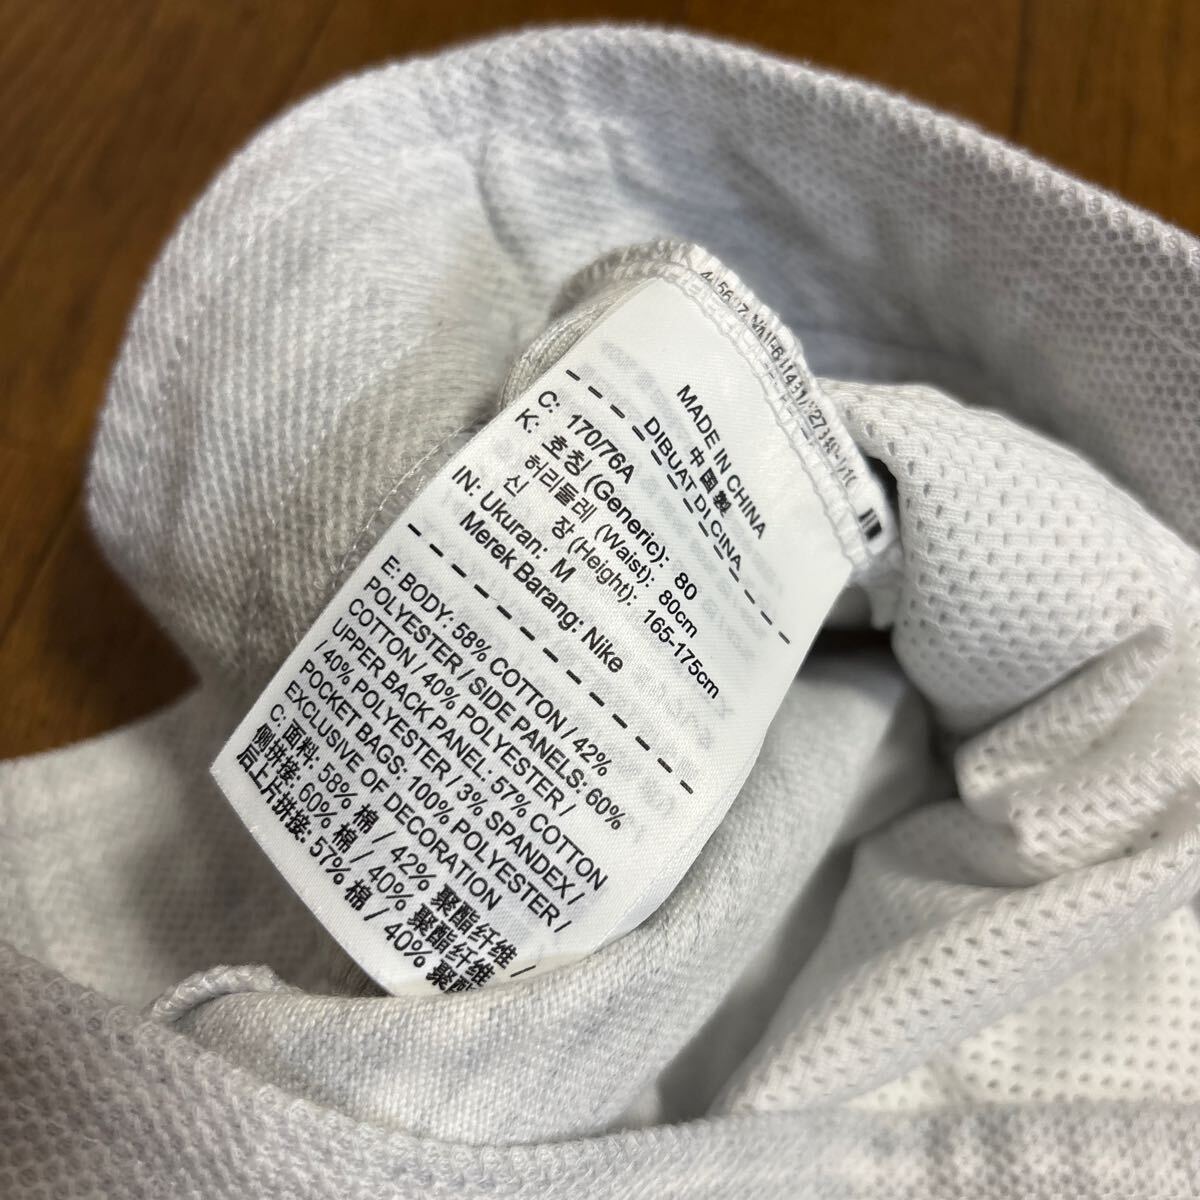 MADE IN CHINA
中国製
DIBUAT DI CINA
C: 170/76A
K: 호칭 (Generic): 80
허리둘레 (Waist): 80cm
신 장 (Height): 165-175cm
IN: Ukuran: M
Merek Barang: Nike
E: BODY: 58% COTTON / 42%
POLYESTER / SIDE PANELS: 60%
COTTON / 40% POLYESTER /
UPPER BACK PANEL: 57% COTTON
/ 40% POLYESTER / 3% SPANDEX /
POCKET BAGS: 100% POLYESTER /
EXCLUSIVE OF DECORATION
C: 面料: 58% 棉 / 42% 聚酯纤维 /
侧拼接: 60% 棉 / 40% 聚酯纤维
后上片拼接: 57% 棉 / 40% 聚酯